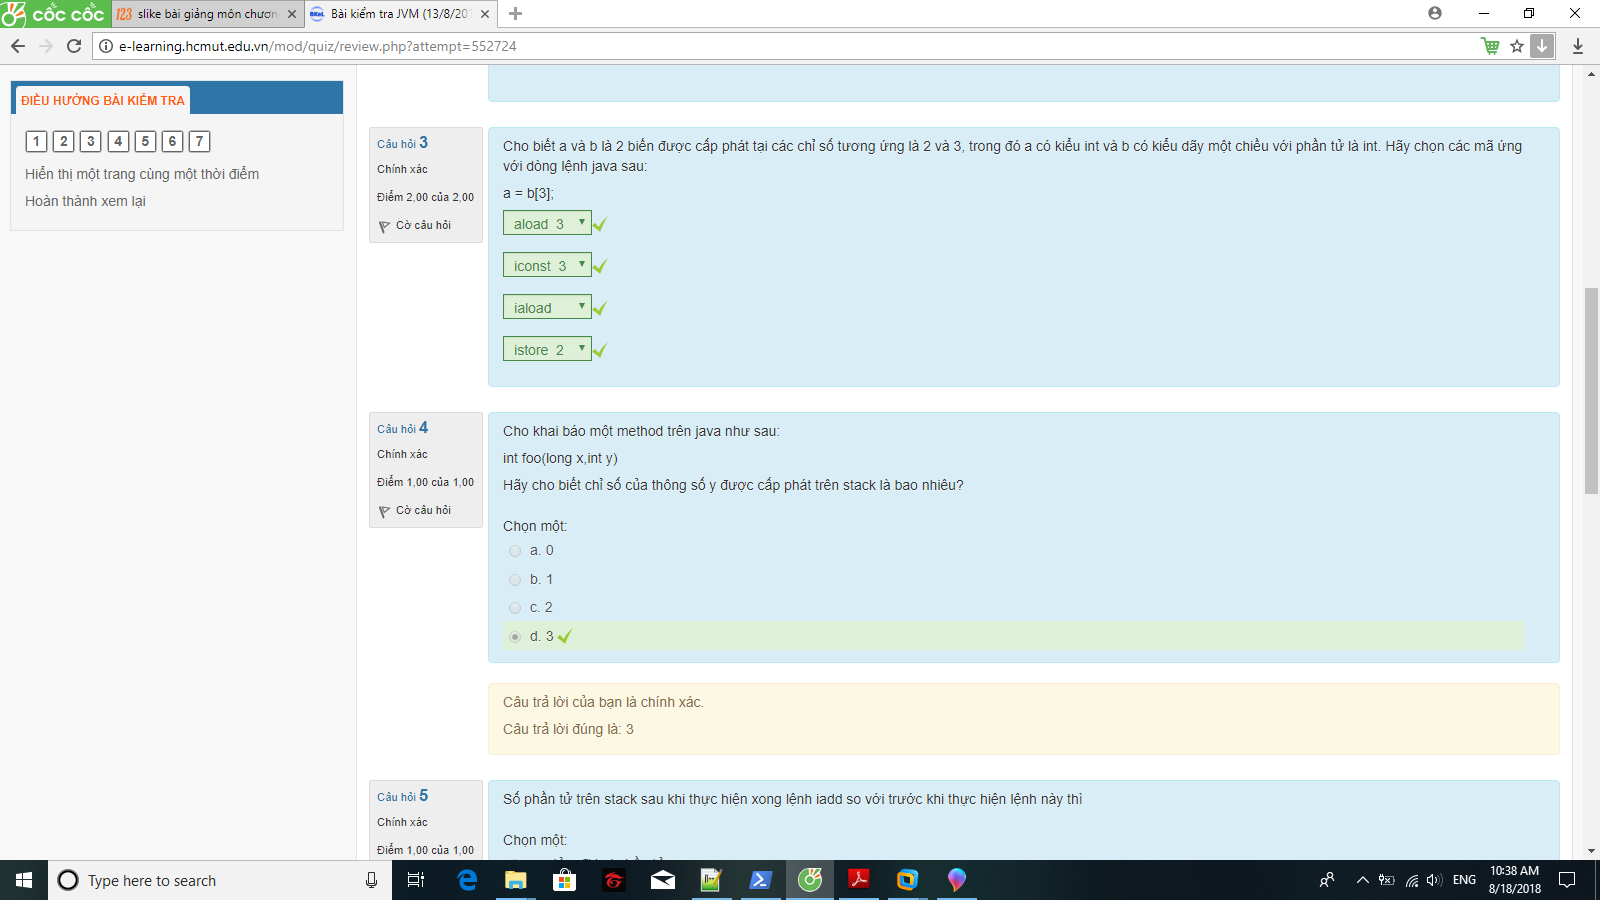 cốc cốc
123 slike bài giảng môn chươn
BKeL Bài kiểm tra JVM (13/8/201
e-learning.hcmut.edu.vn/mod/quiz/review.php?attempt=552724
ĐIỀU HƯỚNG BÀI KIỂM TRA
1 2 3 4 5 6 7
Hiển thị một trang cùng một thời điểm
Hoàn thành xem lại
Câu hỏi 3
Chính xác
Điểm 2,00 của 2,00
Cờ câu hỏi
Cho biết a và b là 2 biến được cấp phát tại các chỉ số tương ứng là 2 và 3, trong đó a có kiểu int và b có kiểu dãy một chiều với phần tử là int. Hãy chọn các mã ứng
với dòng lệnh java sau:
a = b[3];
aload 3
iconst 3
iaload
istore 2
Câu hỏi 4
Chính xác
Điểm 1,00 của 1,00
Cờ câu hỏi
Cho khai báo một method trên java như sau:
int foo(long x,int y)
Hãy cho biết chỉ số của thông số y được cấp phát trên stack là bao nhiêu?
Chọn một:
a. 0
b. 1
c. 2
d. 3
Câu trả lời của bạn là chính xác.
Câu trả lời đúng là: 3
Câu hỏi 5
Chính xác
Điểm 1,00 của 1,00
Số phần tử trên stack sau khi thực hiện xong lệnh iadd so với trước khi thực hiện lệnh này thì
Chọn một:
Type here to search
ENG
10:38 AM
8/18/2018